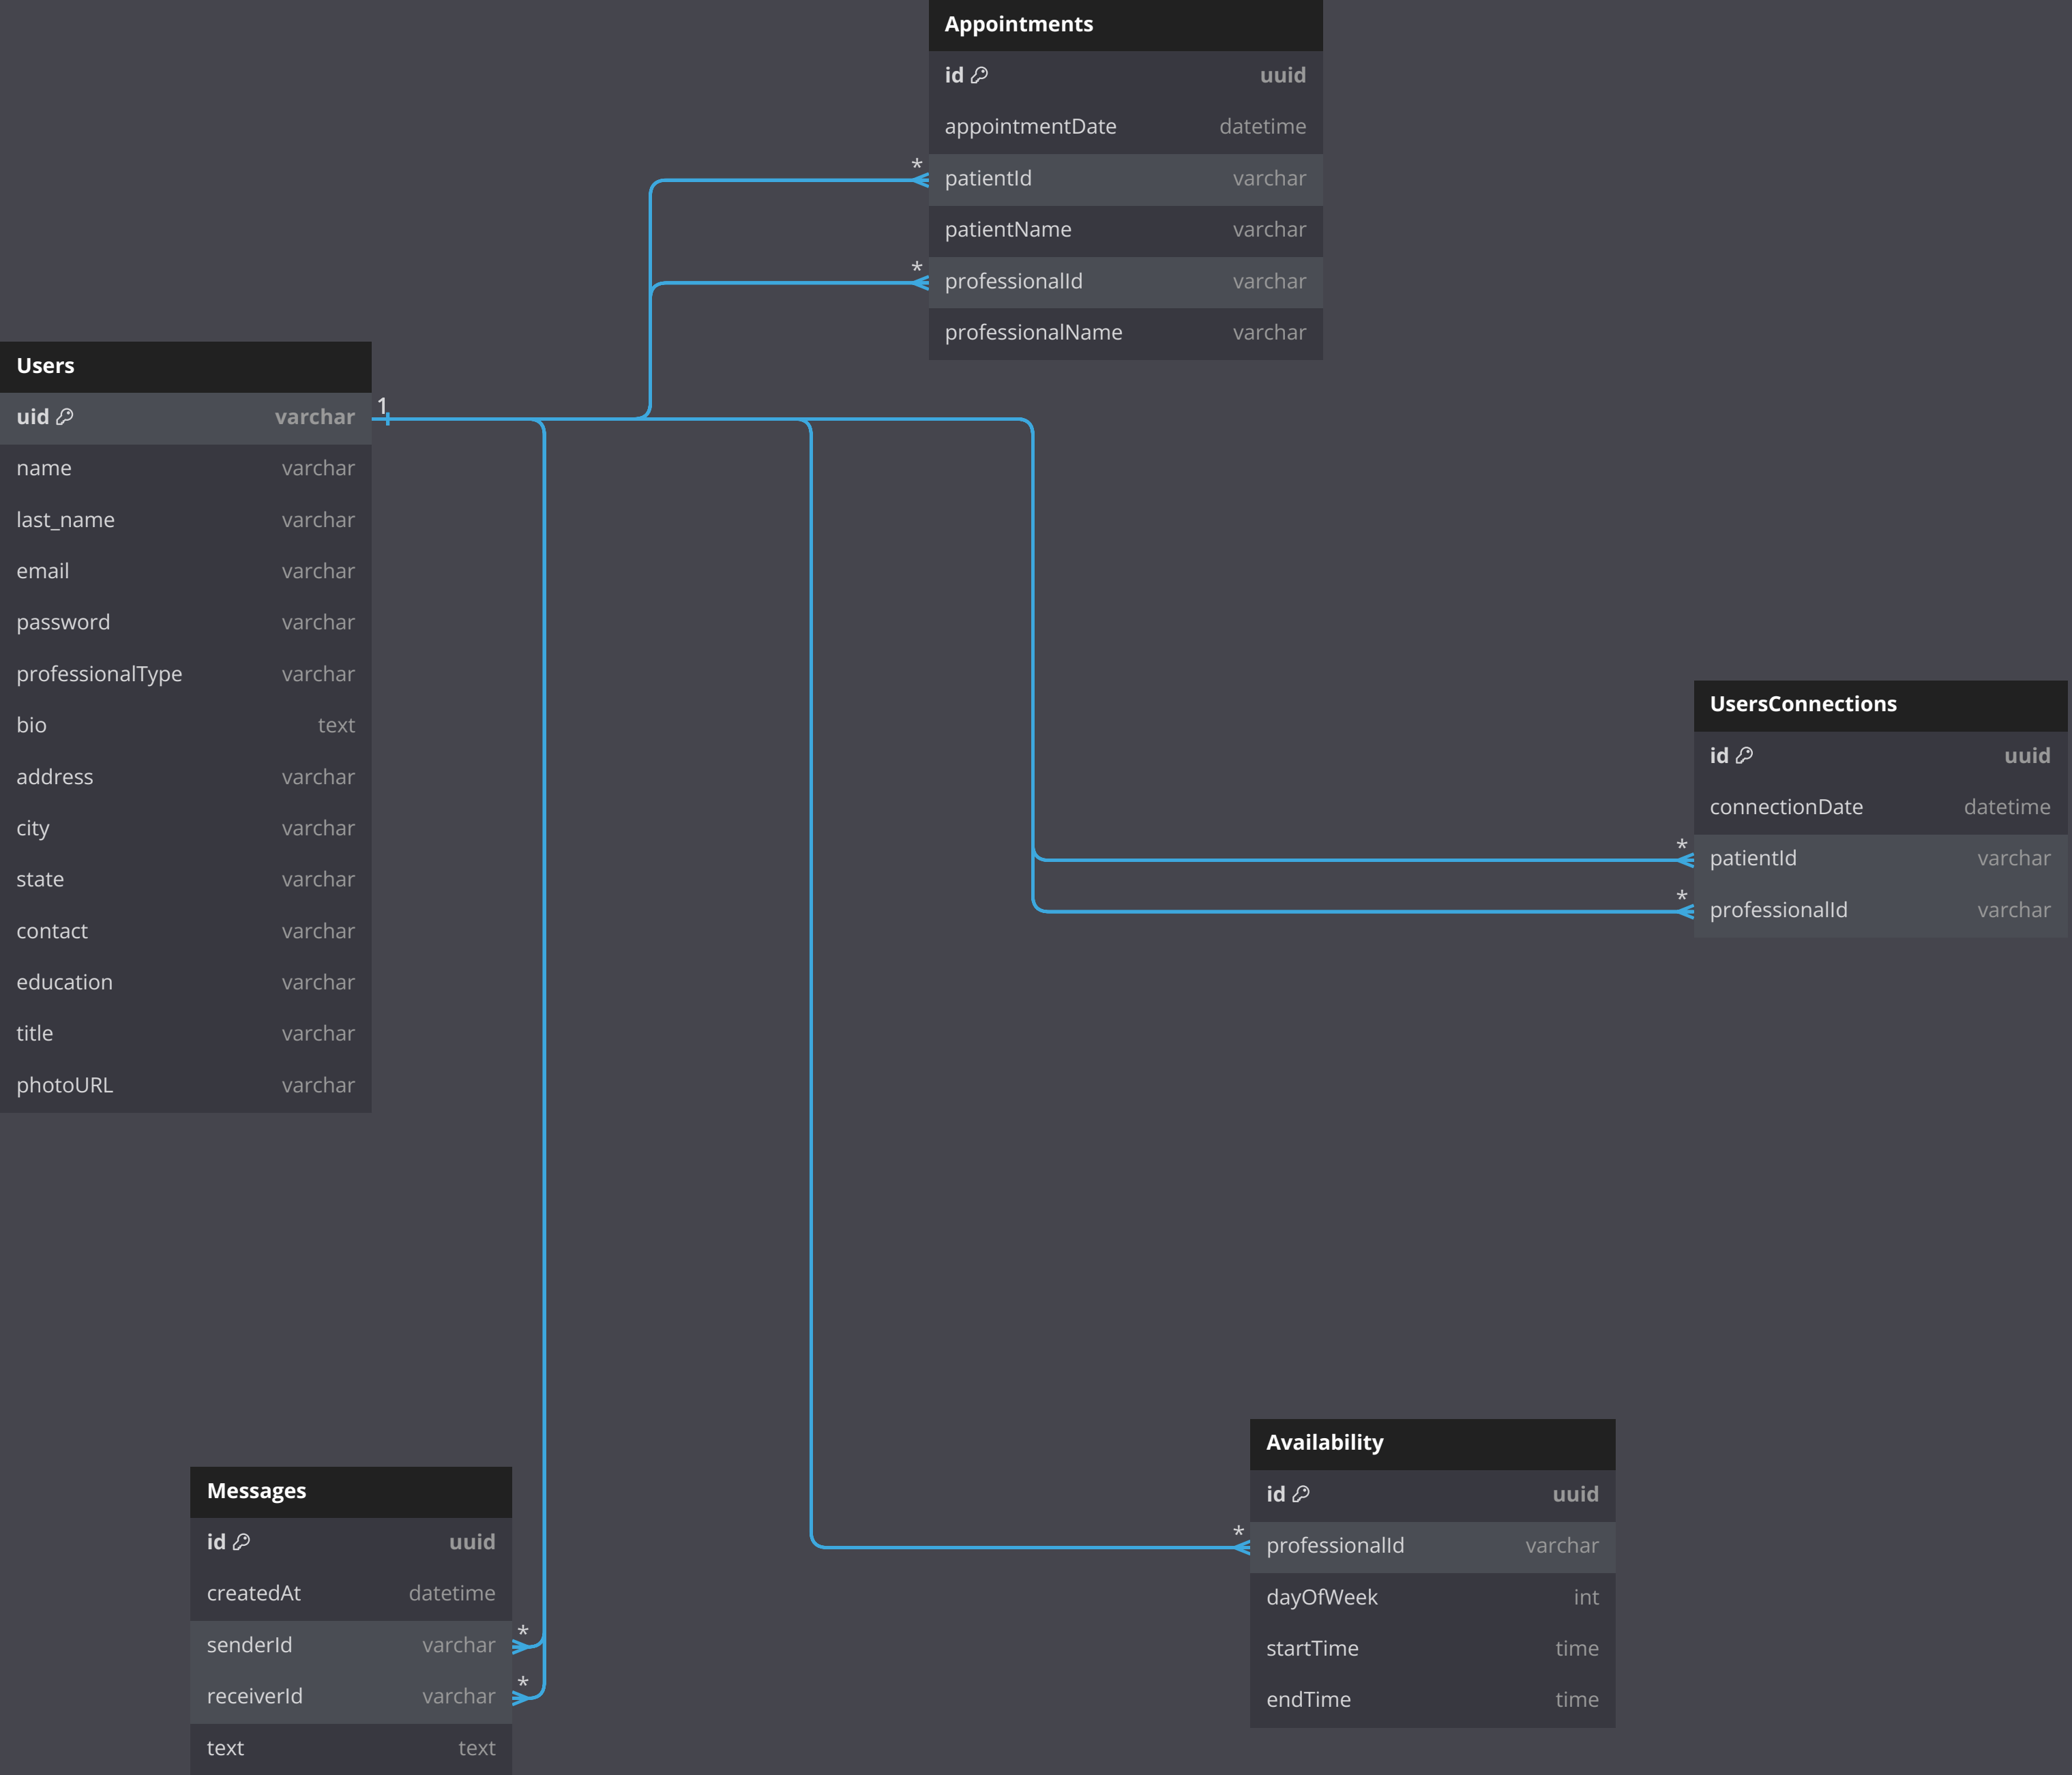 Appointments
id uuid
appointmentDate datetime
* patientId varchar
patientName varchar
* professionalId varchar
professionalName varchar
Users
uid varchar 1
name varchar
last_name varchar
email varchar
password varchar
professionalType varchar
bio text
address varchar
city varchar
state varchar
contact varchar
education varchar
title varchar
photoURL varchar
UsersConnections
id uuid
connectionDate datetime
* patientId varchar
* professionalId varchar
Messages
id uuid
createdAt datetime
senderId varchar *
receiverId varchar *
text text
Availability
id uuid
* professionalId varchar
dayOfWeek int
startTime time
endTime time